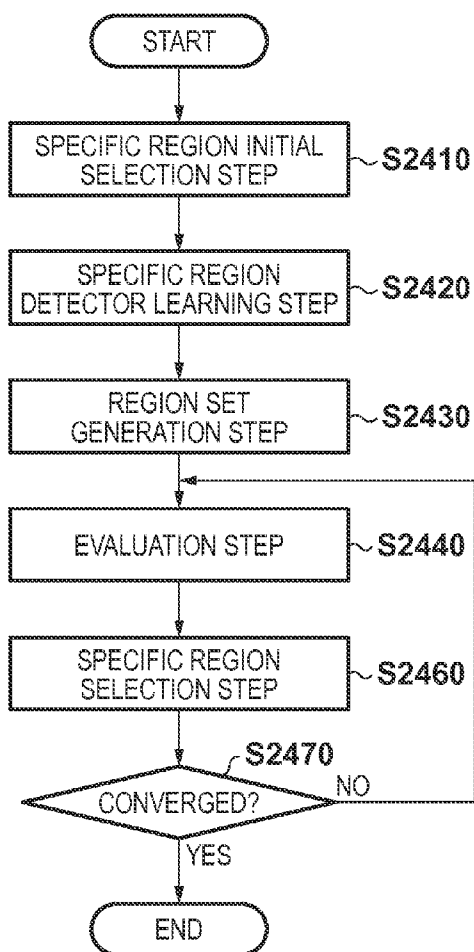 START
SPECIFIC REGION INITIAL
SELECTION STEP
S2410
SPECIFIC REGION
DETECTOR LEARNING STEP
S2420
REGION SET
GENERATION STEP
S2430
EVALUATION STEP
S2440
SPECIFIC REGION
SELECTION STEP
S2460
S2470
CONVERGED?
NO
YES
END